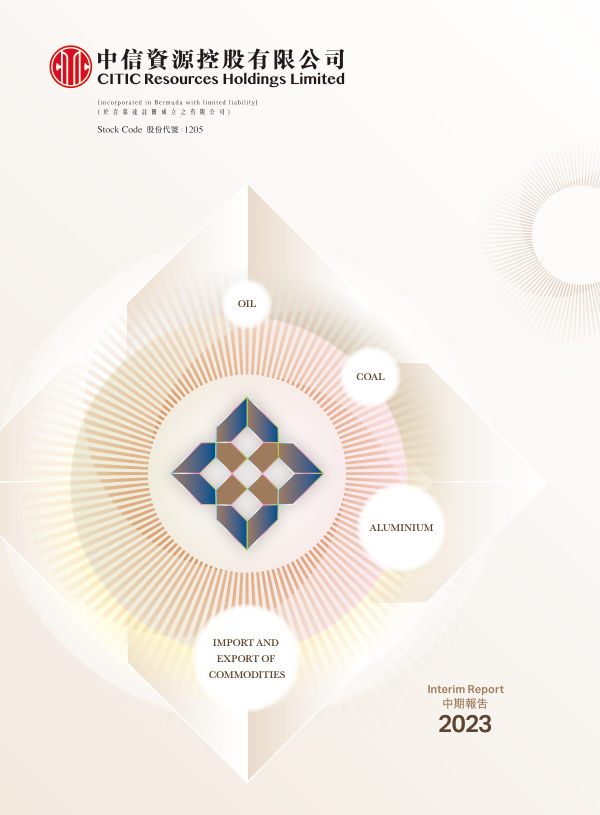 中信資源控股有限公司
CITIC Resources Holdings Limited
(incorporated in Bermuda with limited liability)
(於百慕達註冊成立之有限公司)
Stock Code 股份代號 : 1205
OIL
COAL
ALUMINIUM
IMPORT AND
EXPORT OF
COMMODITIES
Interim Report
中期報告
2023